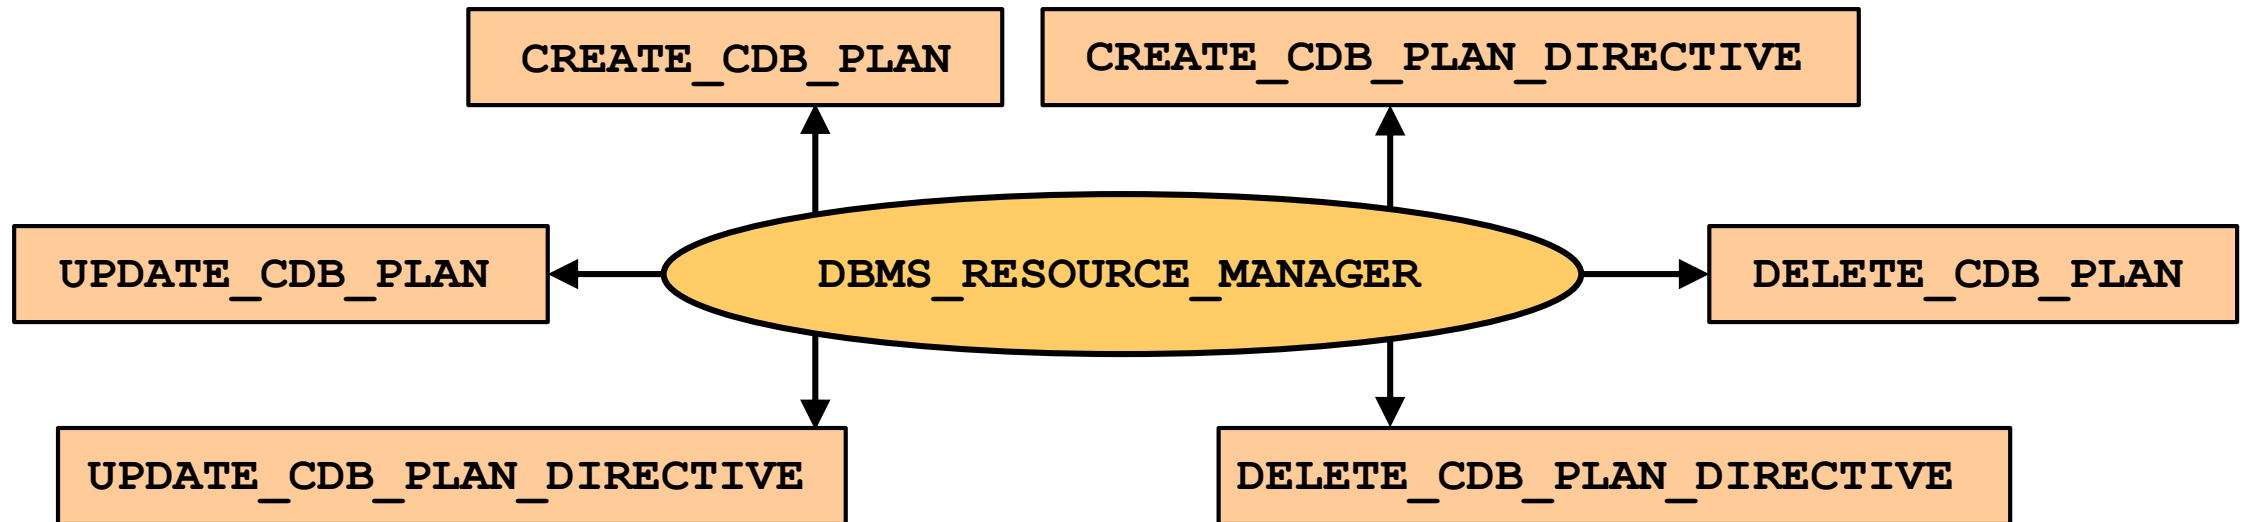 CREATE_CDB_PLAN
CREATE_CDB_PLAN_DIRECTIVE
UPDATE_CDB_PLAN
DBMS_RESOURCE_MANAGER
DELETE_CDB_PLAN
UPDATE_CDB_PLAN_DIRECTIVE
DELETE_CDB_PLAN_DIRECTIVE